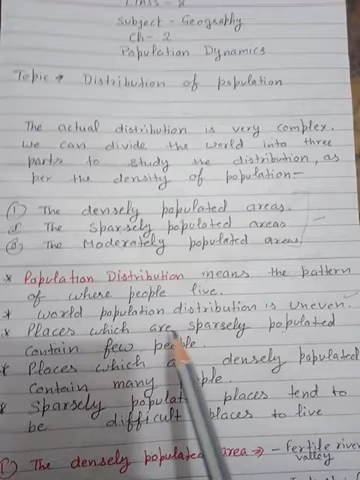 Class - 8
Subject - Geography
Ch - 2
Population Dynamics
Topic → Distribution of population
The actual distribution is very complex.
We can divide the world into three
parts to study the distribution, as
per the density of population-
① The densely populated areas.
② The Sparsely populated areas
③ The Moderately populated areas.
* Population Distribution means the pattern
of where people live.
* World population distribution is uneven.
* Places which are sparsely populated
contain few people.
* Places which densely populated
contain many people.
* Sparsely places tend to
be difficult places to live
① The densely populated area ⇒ - fertile river
valley